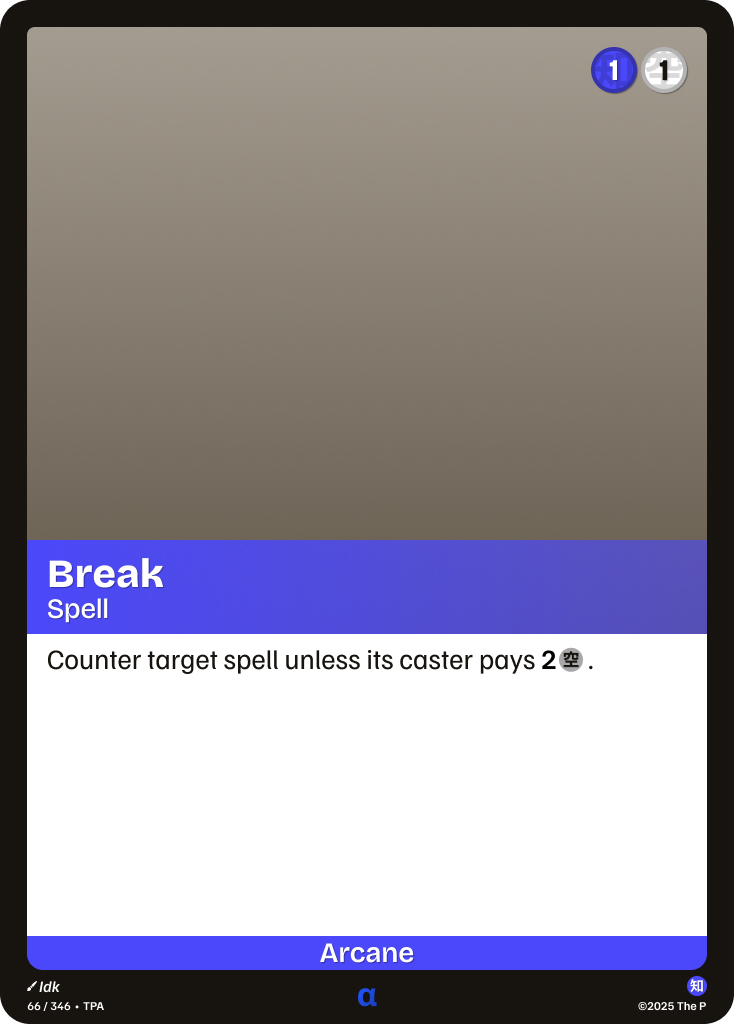 1 1
Break
Spell
Counter target spell unless its caster pays 2空.
Arcane
Idk
66 / 346 • TPA
α
知
©2025 The P